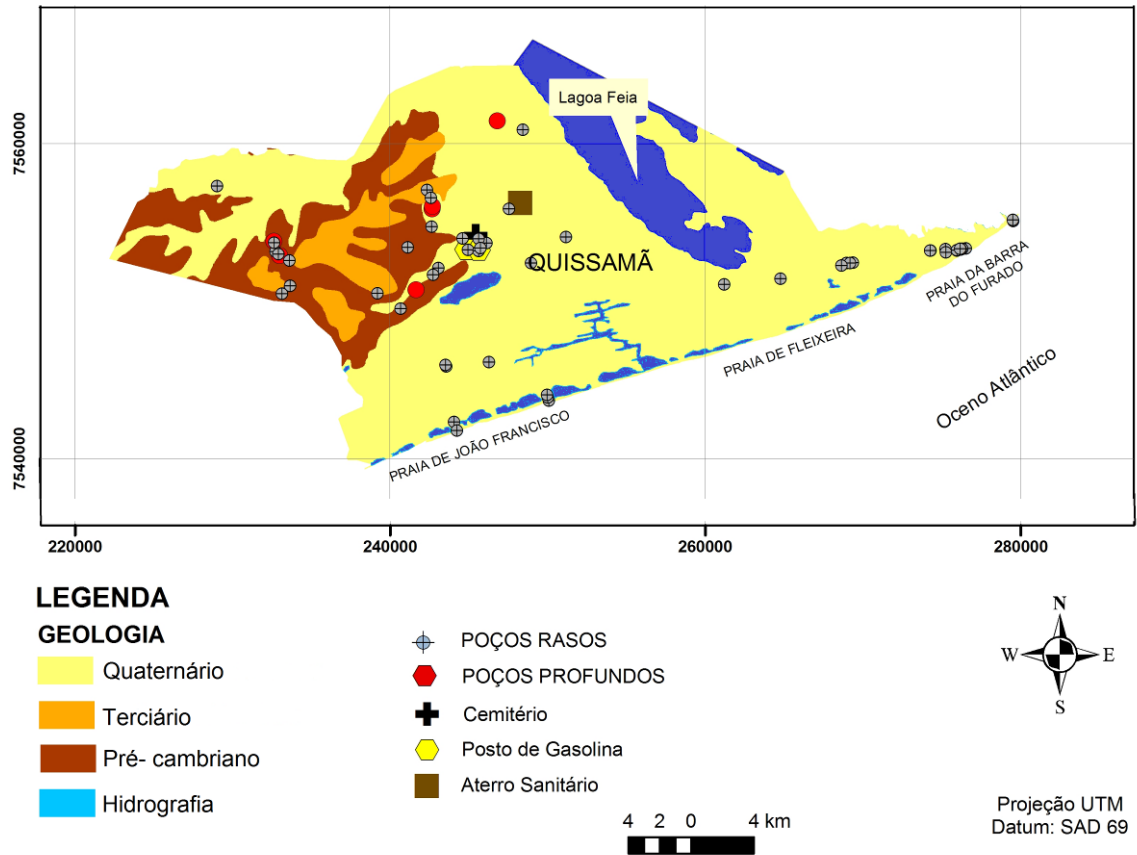 Lagoa Feia
7560000
QUISSAMÃ
PRAIA DA BARRA
DO FURADO
PRAIA DE FLEIXEIRA
Oceno Atlântico
PRAIA DE JOÃO FRANCISCO
7540000
220000
240000
260000
280000
LEGENDA
GEOLOGIA
Quaternário
Terciário
Pré- cambriano
Hidrografia
POÇOS RASOS
POÇOS PROFUNDOS
Cemitério
Posto de Gasolina
Aterro Sanitário
N
W
E
S
4 2 0 4 km
Projeção UTM
Datum: SAD 69